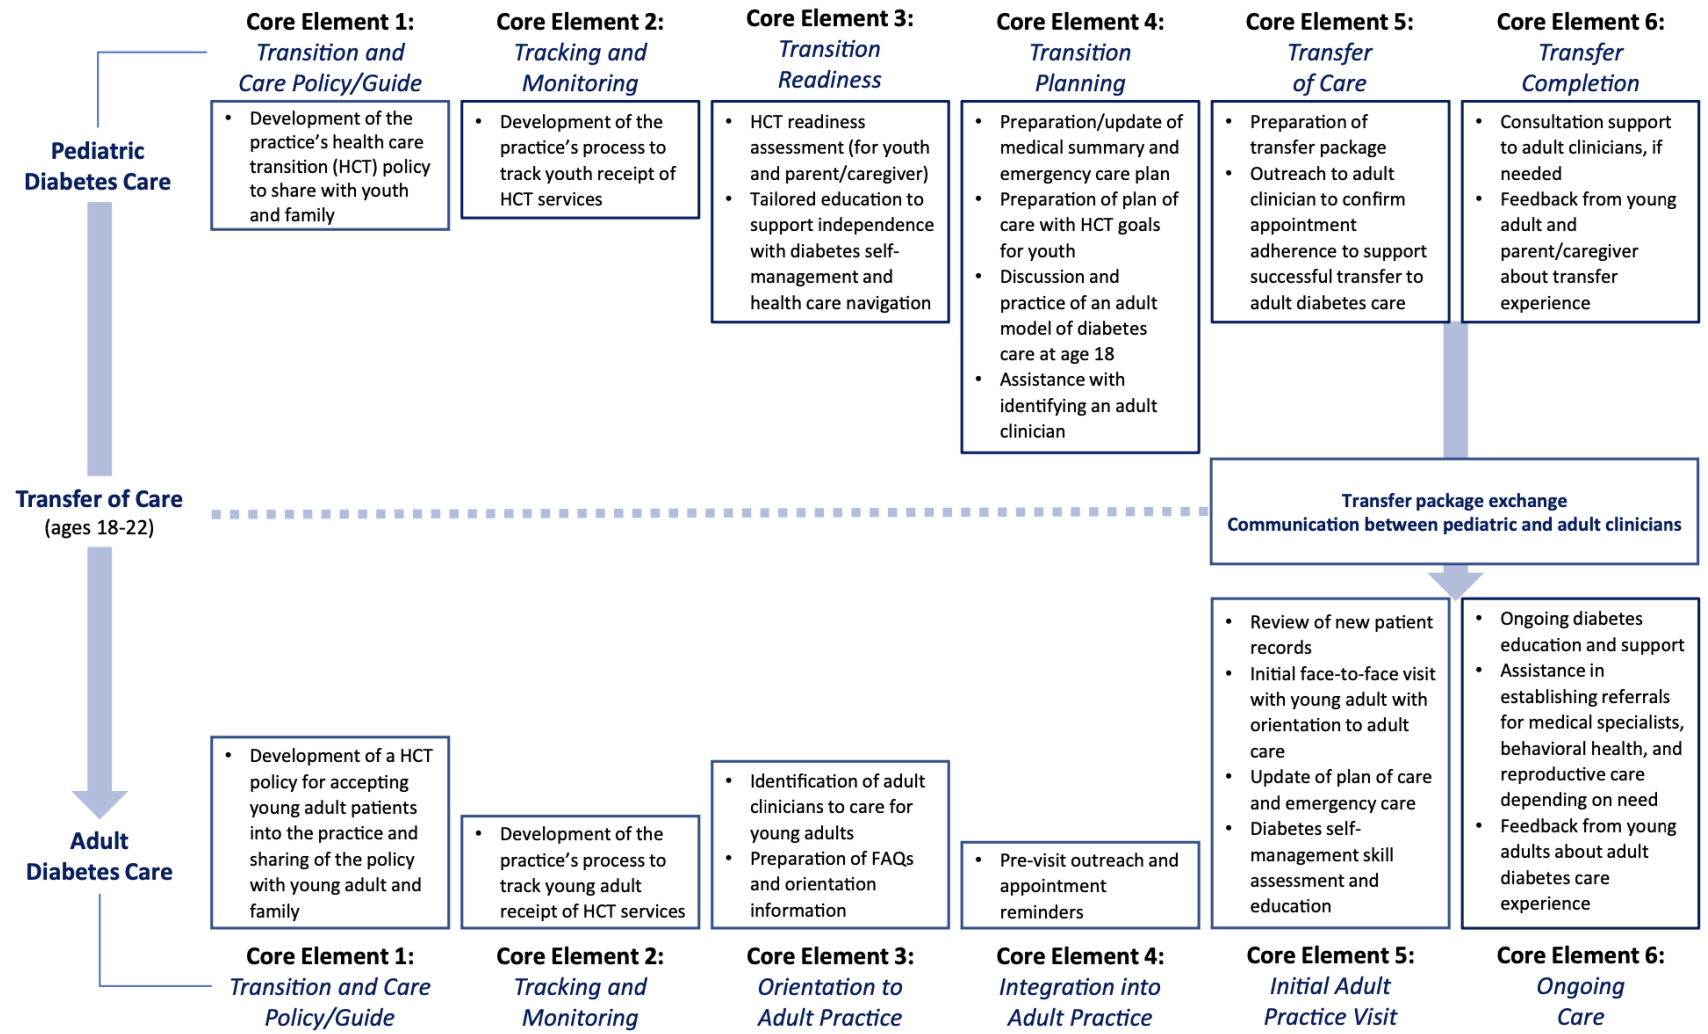 Core Element 1:
Transition and
Care Policy/Guide
Core Element 2:
Tracking and
Monitoring
Core Element 3:
Transition
Readiness
Core Element 4:
Transition
Planning
Core Element 5:
Transfer
of Care
Core Element 6:
Transfer
Completion
Pediatric
Diabetes Care
• Development of the
practice's health care
transition (HCT) policy
to share with youth
and family
• Development of the
practice's process to
track youth receipt of
HCT services
• HCT readiness
assessment (for youth
and parent/caregiver)
• Tailored education to
support independence
with diabetes self-
management and
health care navigation
• Preparation/update of
medical summary and
emergency care plan
• Preparation of plan of
care with HCT goals
for youth
• Discussion and
practice of an adult
model of diabetes
care at age 18
• Assistance with
identifying an adult
clinician
• Preparation of
transfer package
• Outreach to adult
clinician to confirm
appointment
adherence to support
successful transfer to
adult diabetes care
• Consultation support
to adult clinicians, if
needed
• Feedback from young
adult and
parent/caregiver
about transfer
experience
Transfer of Care
(ages 18-22)
Transfer package exchange
Communication between pediatric and adult clinicians
Adult
Diabetes Care
• Development of a HCT
policy for accepting
young adult patients
into the practice and
sharing of the policy
with young adult and
family
• Development of the
practice's process to
track young adult
receipt of HCT services
• Identification of adult
clinicians to care for
young adults
• Preparation of FAQs
and orientation
information
• Pre-visit outreach and
appointment
reminders
• Review of new patient
records
• Initial face-to-face visit
with young adult with
orientation to adult
care
• Update of plan of care
and emergency care
• Diabetes self-
management skill
assessment and
education
• Ongoing diabetes
education and support
• Assistance in
establishing referrals
for medical specialists,
behavioral health, and
reproductive care
depending on need
• Feedback from young
adults about adult
diabetes care
experience
Core Element 1:
Transition and Care
Policy/Guide
Core Element 2:
Tracking and
Monitoring
Core Element 3:
Orientation to
Adult Practice
Core Element 4:
Integration into
Adult Practice
Core Element 5:
Initial Adult
Practice Visit
Core Element 6:
Ongoing
Care